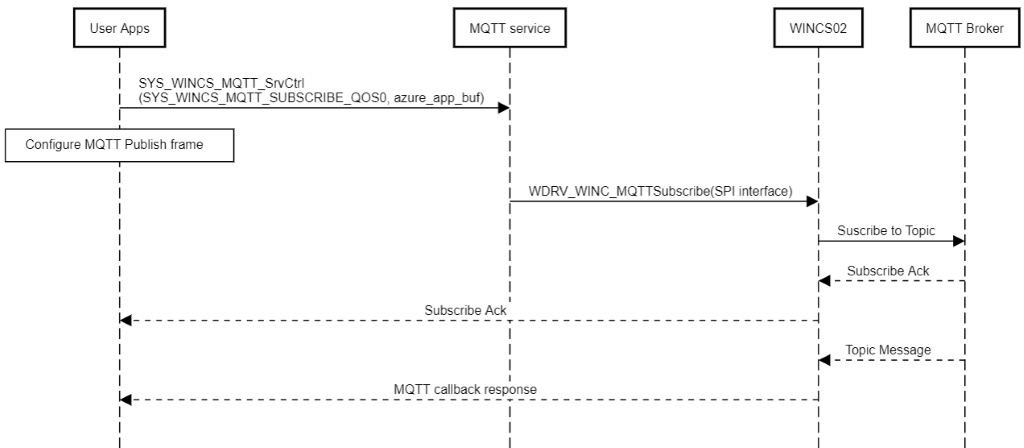 User Apps
MQTT service
WINCS02
MQTT Broker
SYS_WINCS_MQTT_SrvCtrl
(SYS_WINCS_MQTT_SUBSCRIBE_QOS0, azure_app_buf)
Configure MQTT Publish frame
WDRV_WINC_MQTTSubscribe(SPI interface)
Suscribe to Topic
Subscribe Ack
Subscribe Ack
Topic Message
MQTT callback response